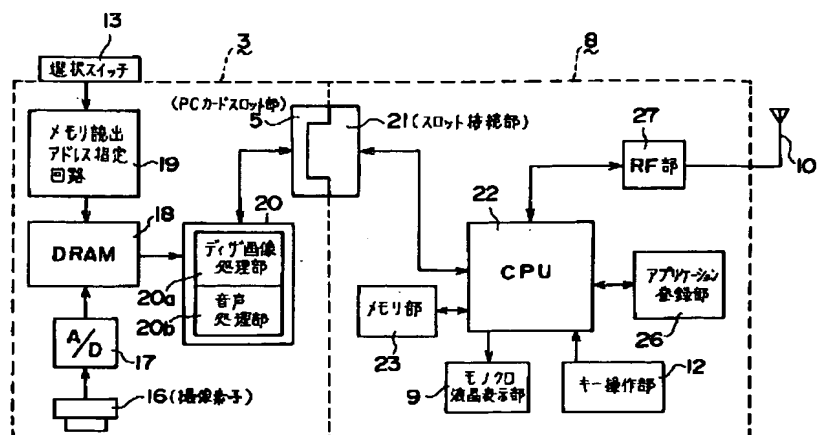 13
選状スイッチ
3
8
(PCカードスロット部)
5
21(スロット接続部)
メモリ読出
アドレス指定
回路
19
27
RF部
10
18
DRAM
20
ディザ画像
処理部
20a
音声
処理部
20b
22
CPU
アプリケーション
登録部
26
メモリ部
23
A/D
17
モノクロ
液晶表示部
9
キー操作部
12
16(撮像素子)